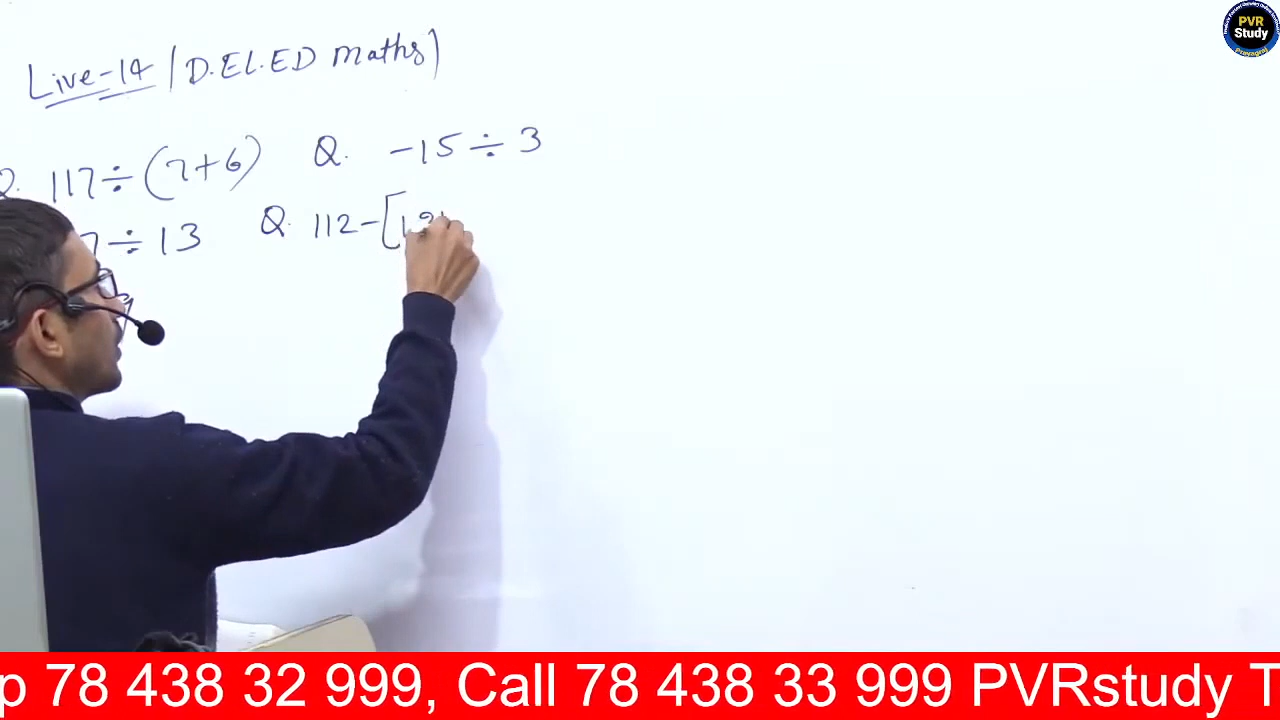 Live-14 / D.EL.ED Maths)
Q. 117÷(7+6) Q. -15÷3
÷13 Q. 112-[
PVR
Study
Prayagraj
p 78 438 32 999, Call 78 438 33 999 PVRstudy T